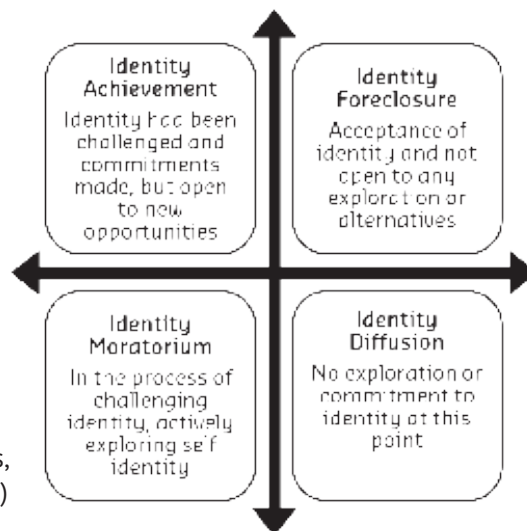 Identity
Achievement
Identity had been
challenged and
commitments
made, but open
to new
opportunities
Identity
Foreclosure
Acceptance of
identity and not
open to any
exploration or
alternatives
Identity
Moratorium
In the process of
challenging
identity, actively
exploring self
identity
Identity
Diffusion
No exploration or
commitment to
identity at this
point
s,
)